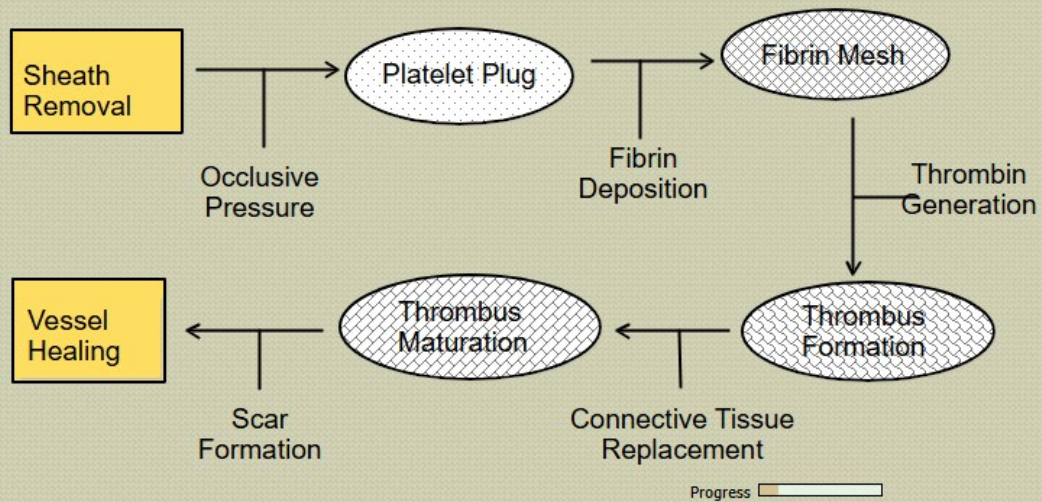 Sheath
Removal
Occlusive
Pressure
Platelet Plug
Fibrin
Deposition
Fibrin Mesh
Thrombin
Generation
Thrombus
Formation
Connective Tissue
Replacement
Thrombus
Maturation
Scar
Formation
Vessel
Healing
Progress